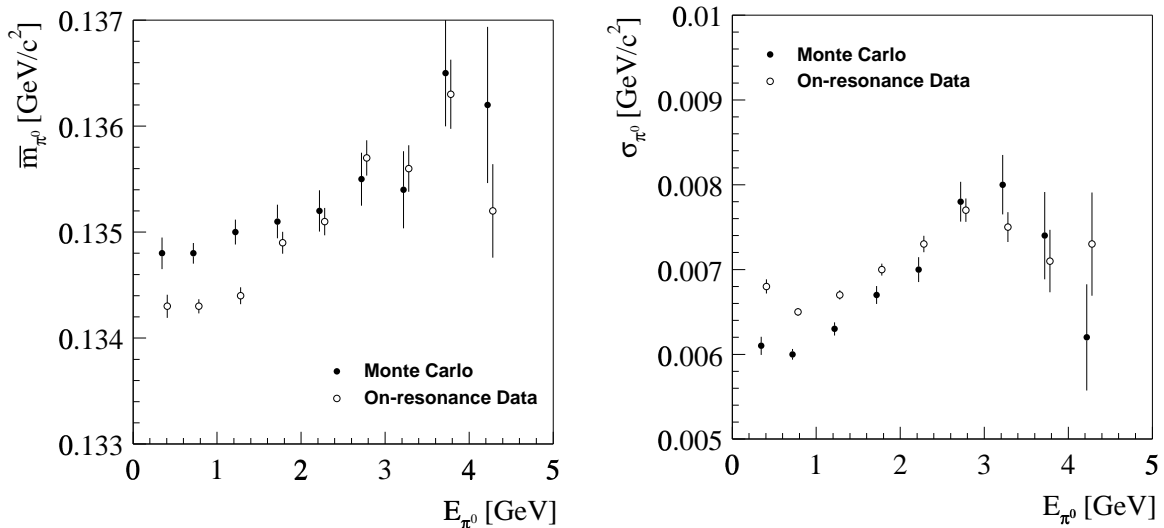 m̅π⁰ [GeV/c²]
0.137
0.136
0.135
0.134
0.133
Monte Carlo
On-resonance Data
0 1 2 3 4 5
Eπ⁰ [GeV]
σπ⁰ [GeV/c²]
0.01
0.009
0.008
0.007
0.006
0.005
Monte Carlo
On-resonance Data
0 1 2 3 4 5
Eπ⁰ [GeV]